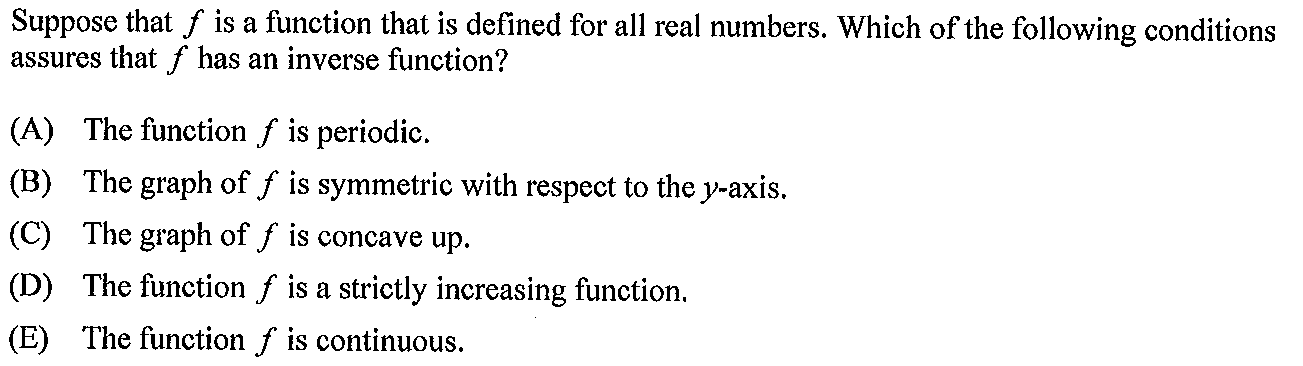 Suppose that f is a function that is defined for all real numbers. Which of the following conditions
assures that f has an inverse function?
(A) The function f is periodic.
(B) The graph of f is symmetric with respect to the y-axis.
(C) The graph of f is concave up.
(D) The function f is a strictly increasing function.
(E) The function f is continuous.